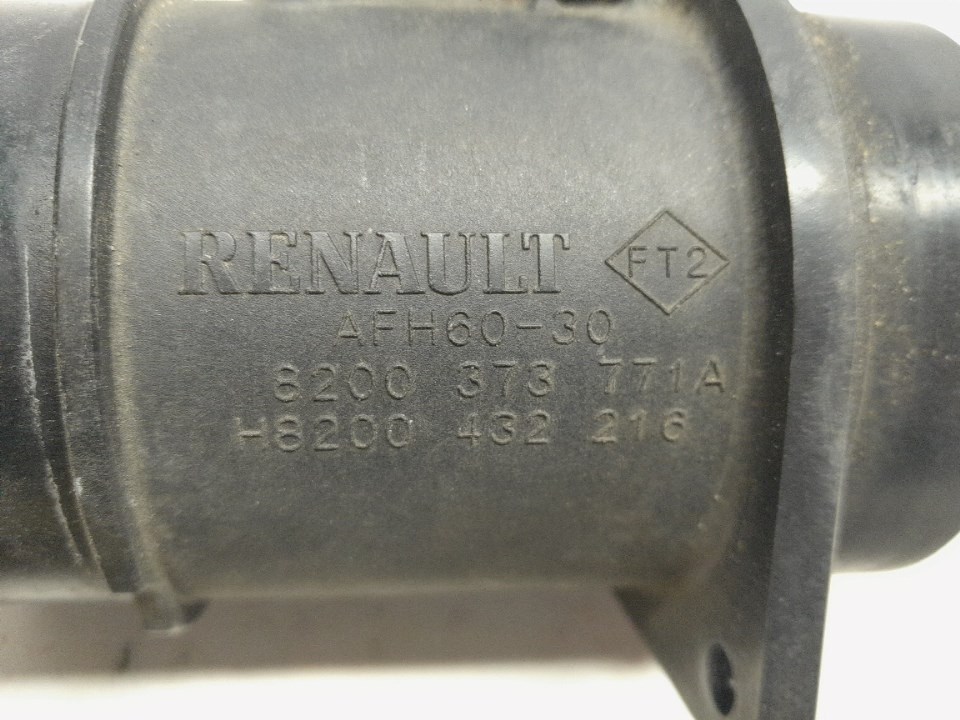 RENAULT FT2
AFH60-30
8200 373 771A
H8200 432 216